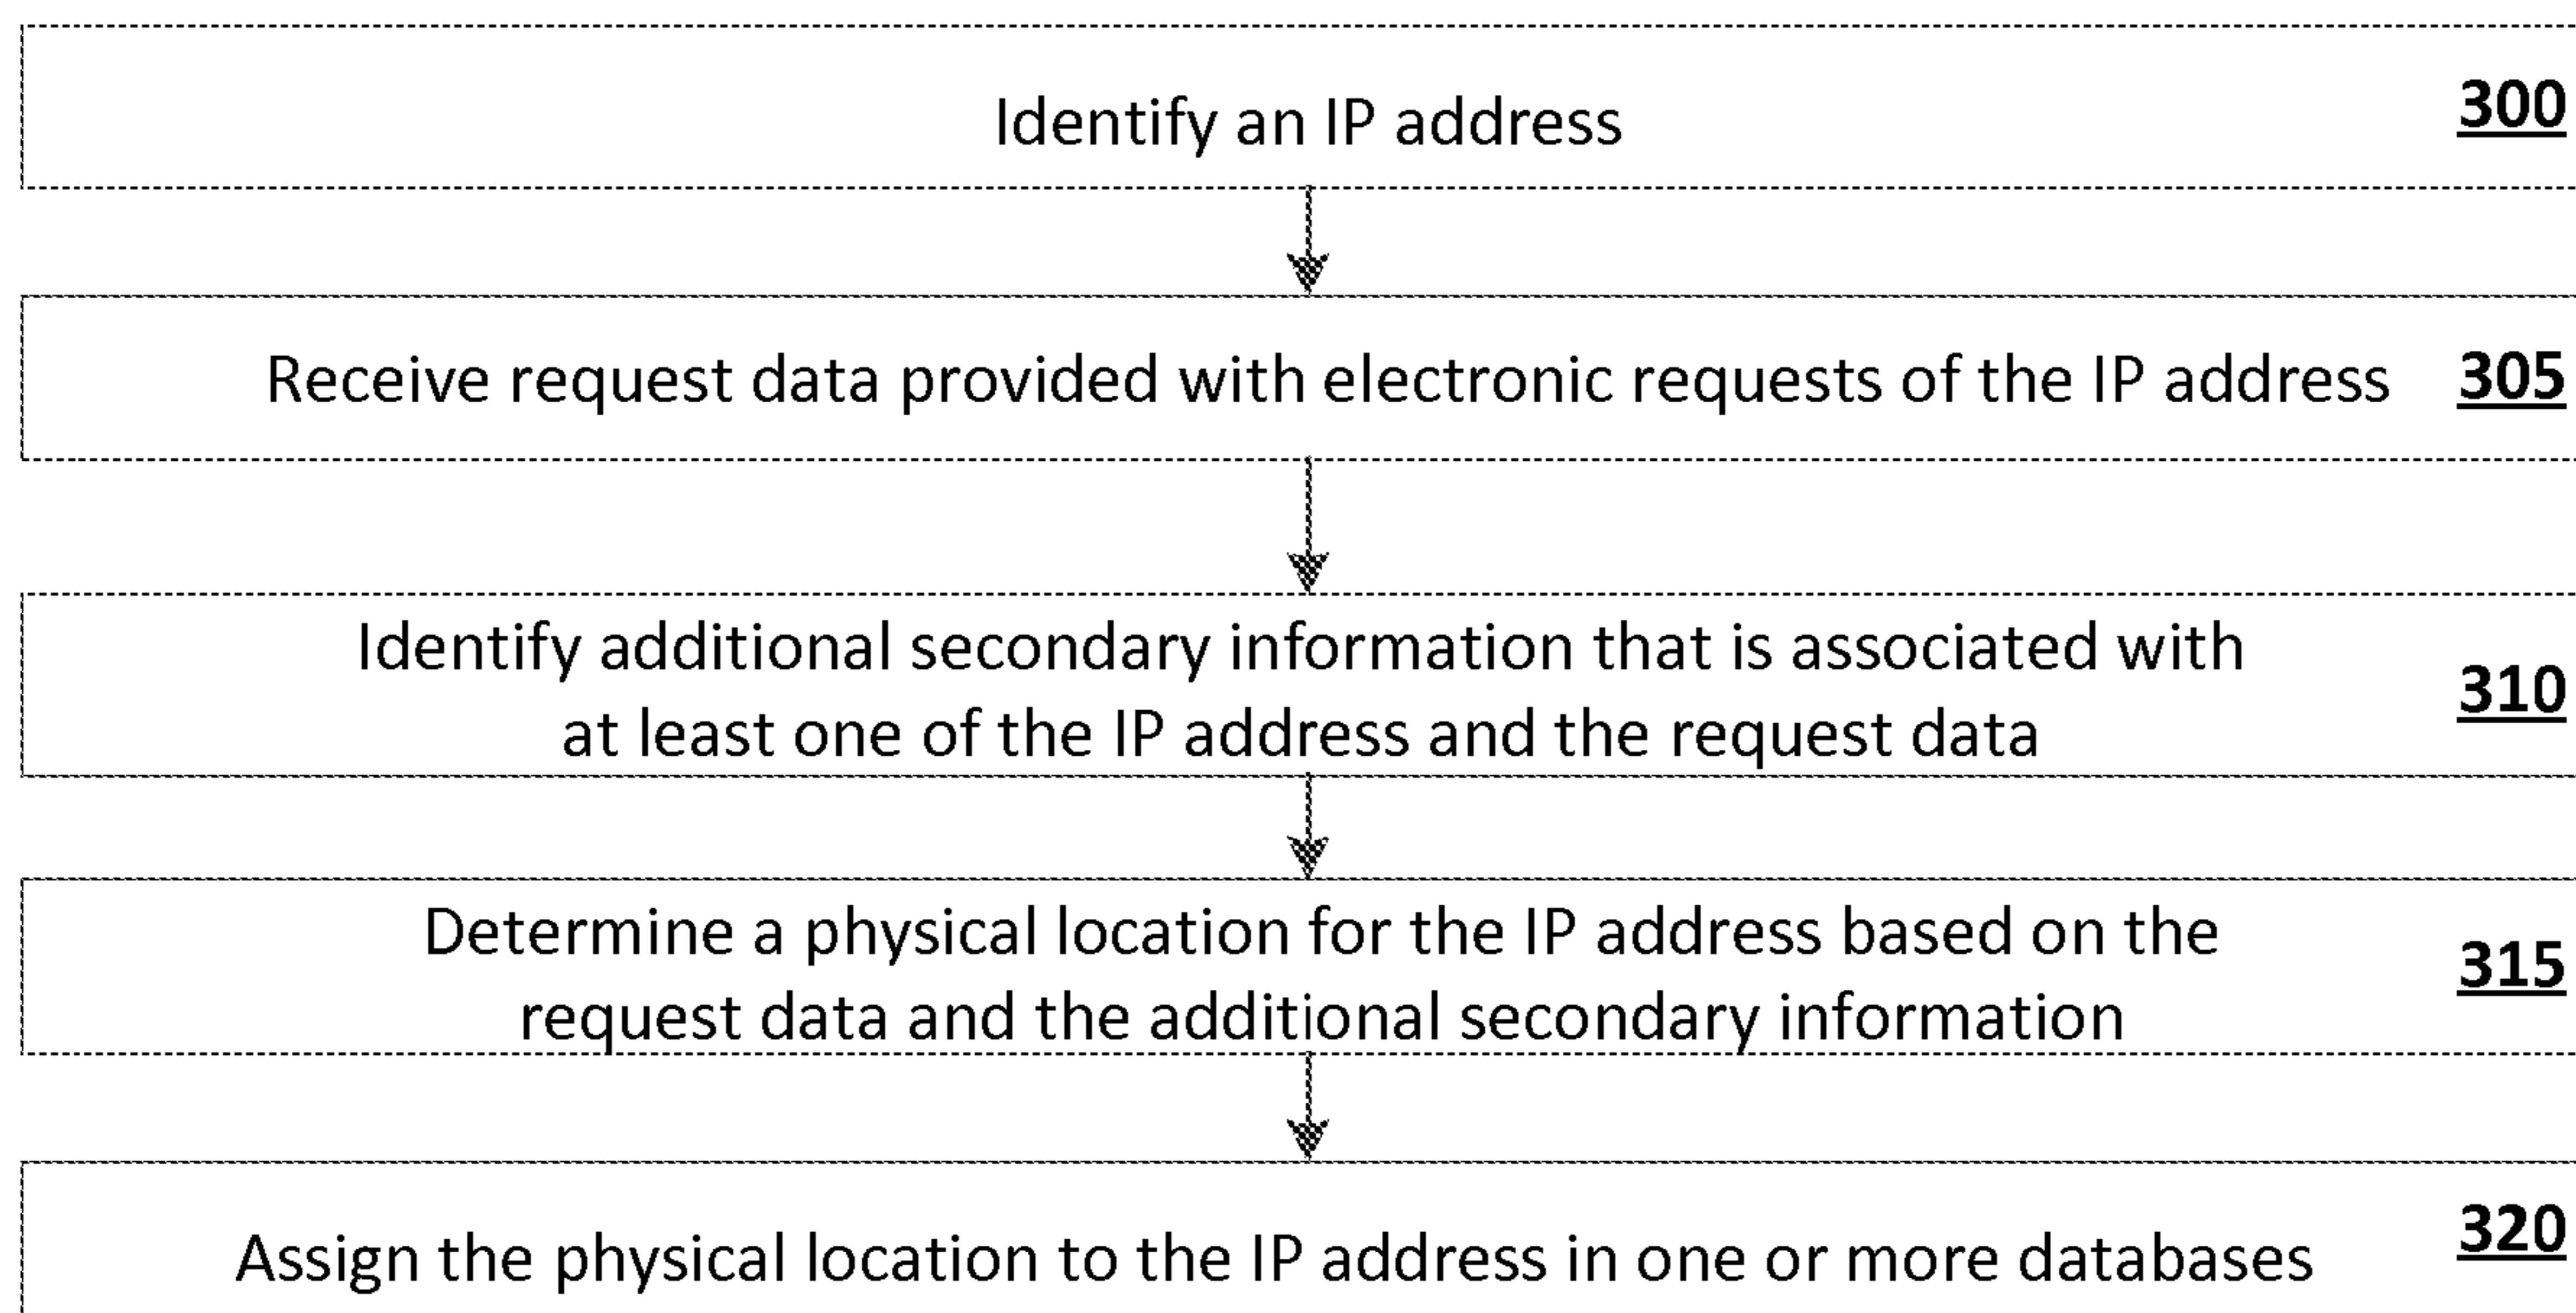 Identify an IP address
300
Receive request data provided with electronic requests of the IP address
305
Identify additional secondary information that is associated with
at least one of the IP address and the request data
310
Determine a physical location for the IP address based on the
request data and the additional secondary information
315
Assign the physical location to the IP address in one or more databases
320